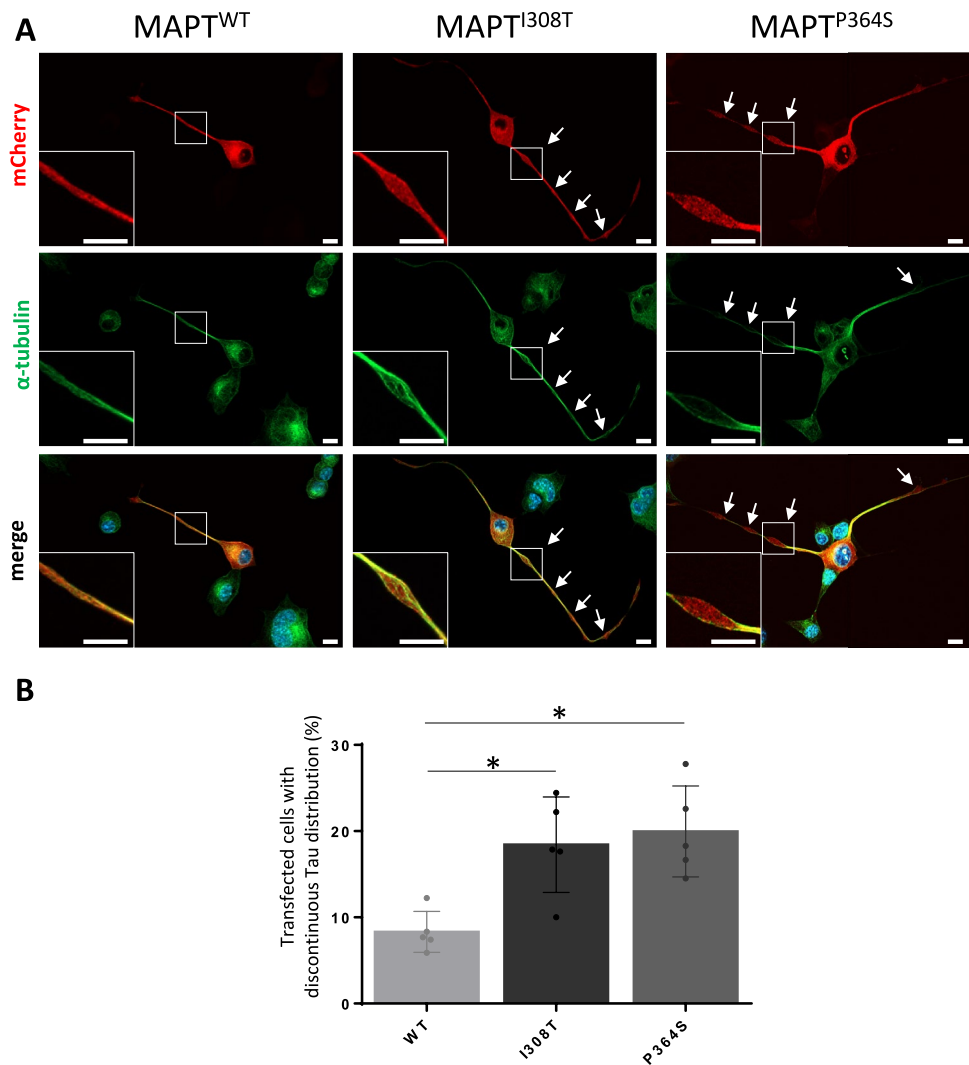 A
MAPTWT
MAPTI308T
MAPTP364S
mCherry
α-tubulin
merge
B
Transfected cells with
discontinuous Tau distribution (%)
*
*
30
20
10
0
WT
I308T
P364S